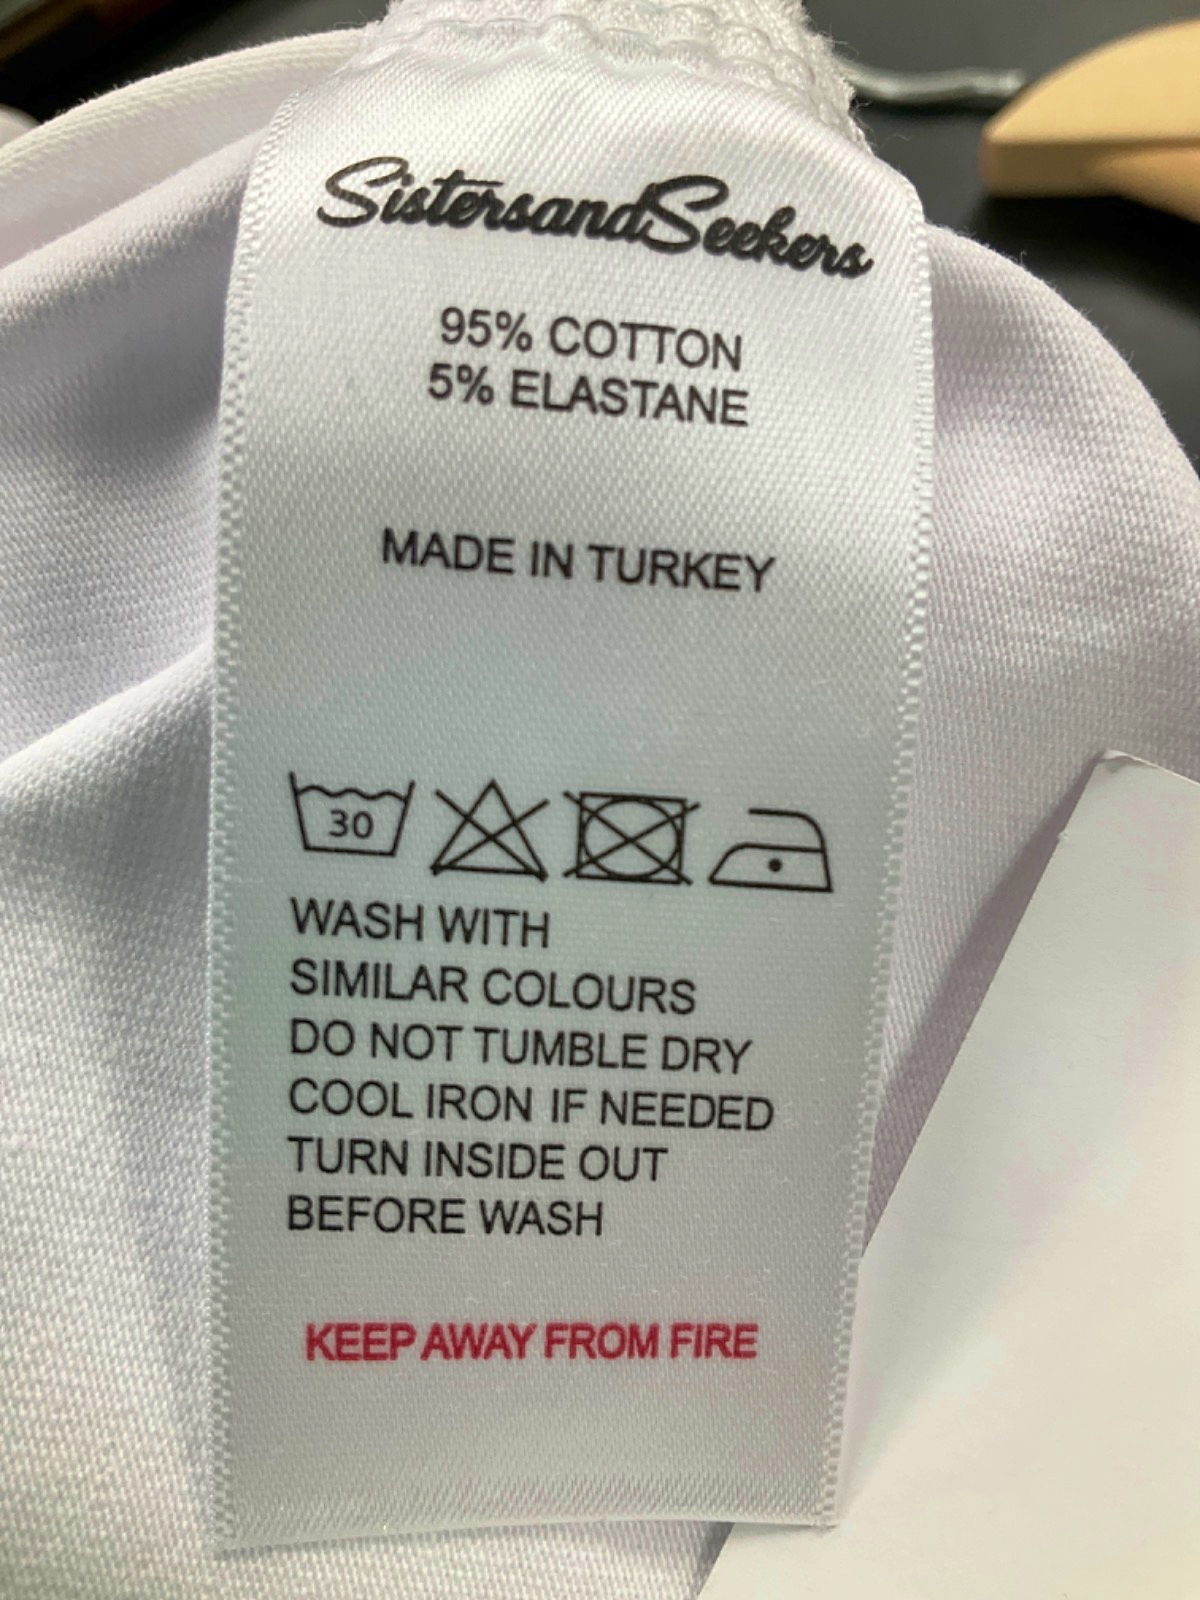 SistersandSeekers
95% COTTON
5% ELASTANE
MADE IN TURKEY
30
WASH WITH
SIMILAR COLOURS
DO NOT TUMBLE DRY
COOL IRON IF NEEDED
TURN INSIDE OUT
BEFORE WASH
KEEP AWAY FROM FIRE